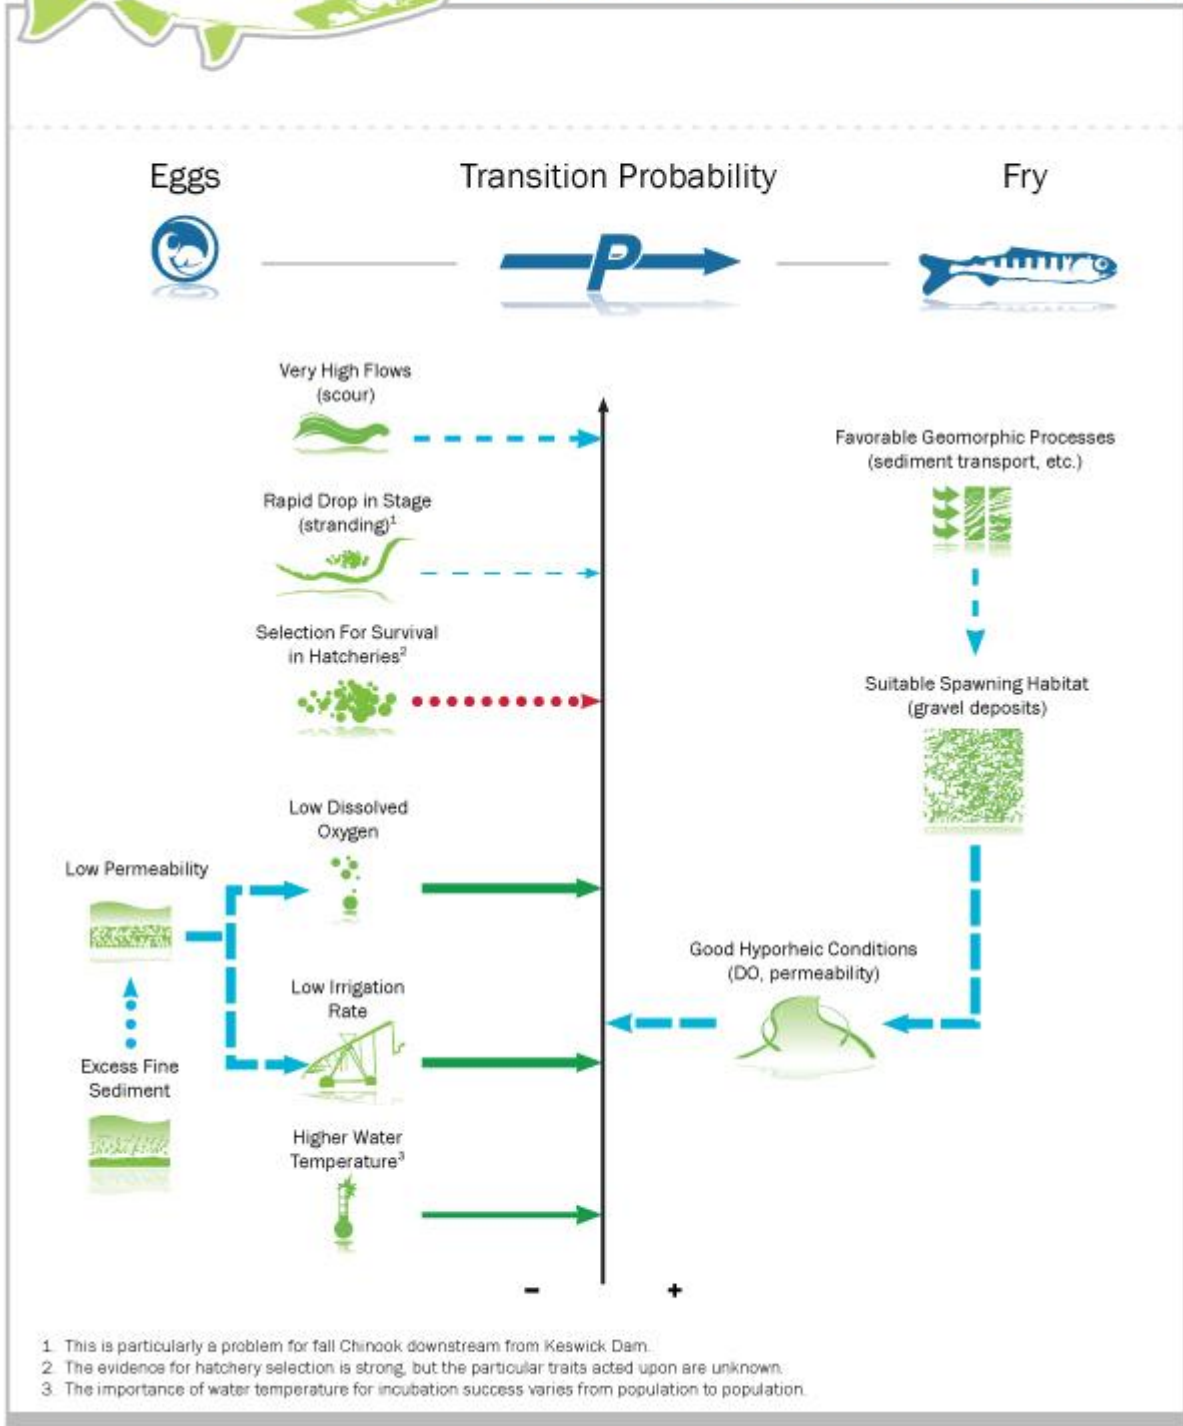 Eggs
Transition Probability
Fry
P
Very High Flows
(scour)
Favorable Geomorphic Processes
(sediment transport, etc.)
Rapid Drop in Stage
(stranding)¹
Selection For Survival
in Hatcheries²
Suitable Spawning Habitat
(gravel deposits)
Low Dissolved
Oxygen
Low Permeability
Good Hyporheic Conditions
(DO, permeability)
Low Irrigation
Rate
Excess Fine
Sediment
Higher Water
Temperature³
- +
1. This is particularly a problem for fall Chinook downstream from Keswick Dam.
2. The evidence for hatchery selection is strong, but the particular traits acted upon are unknown.
3. The importance of water temperature for incubation success varies from population to population.